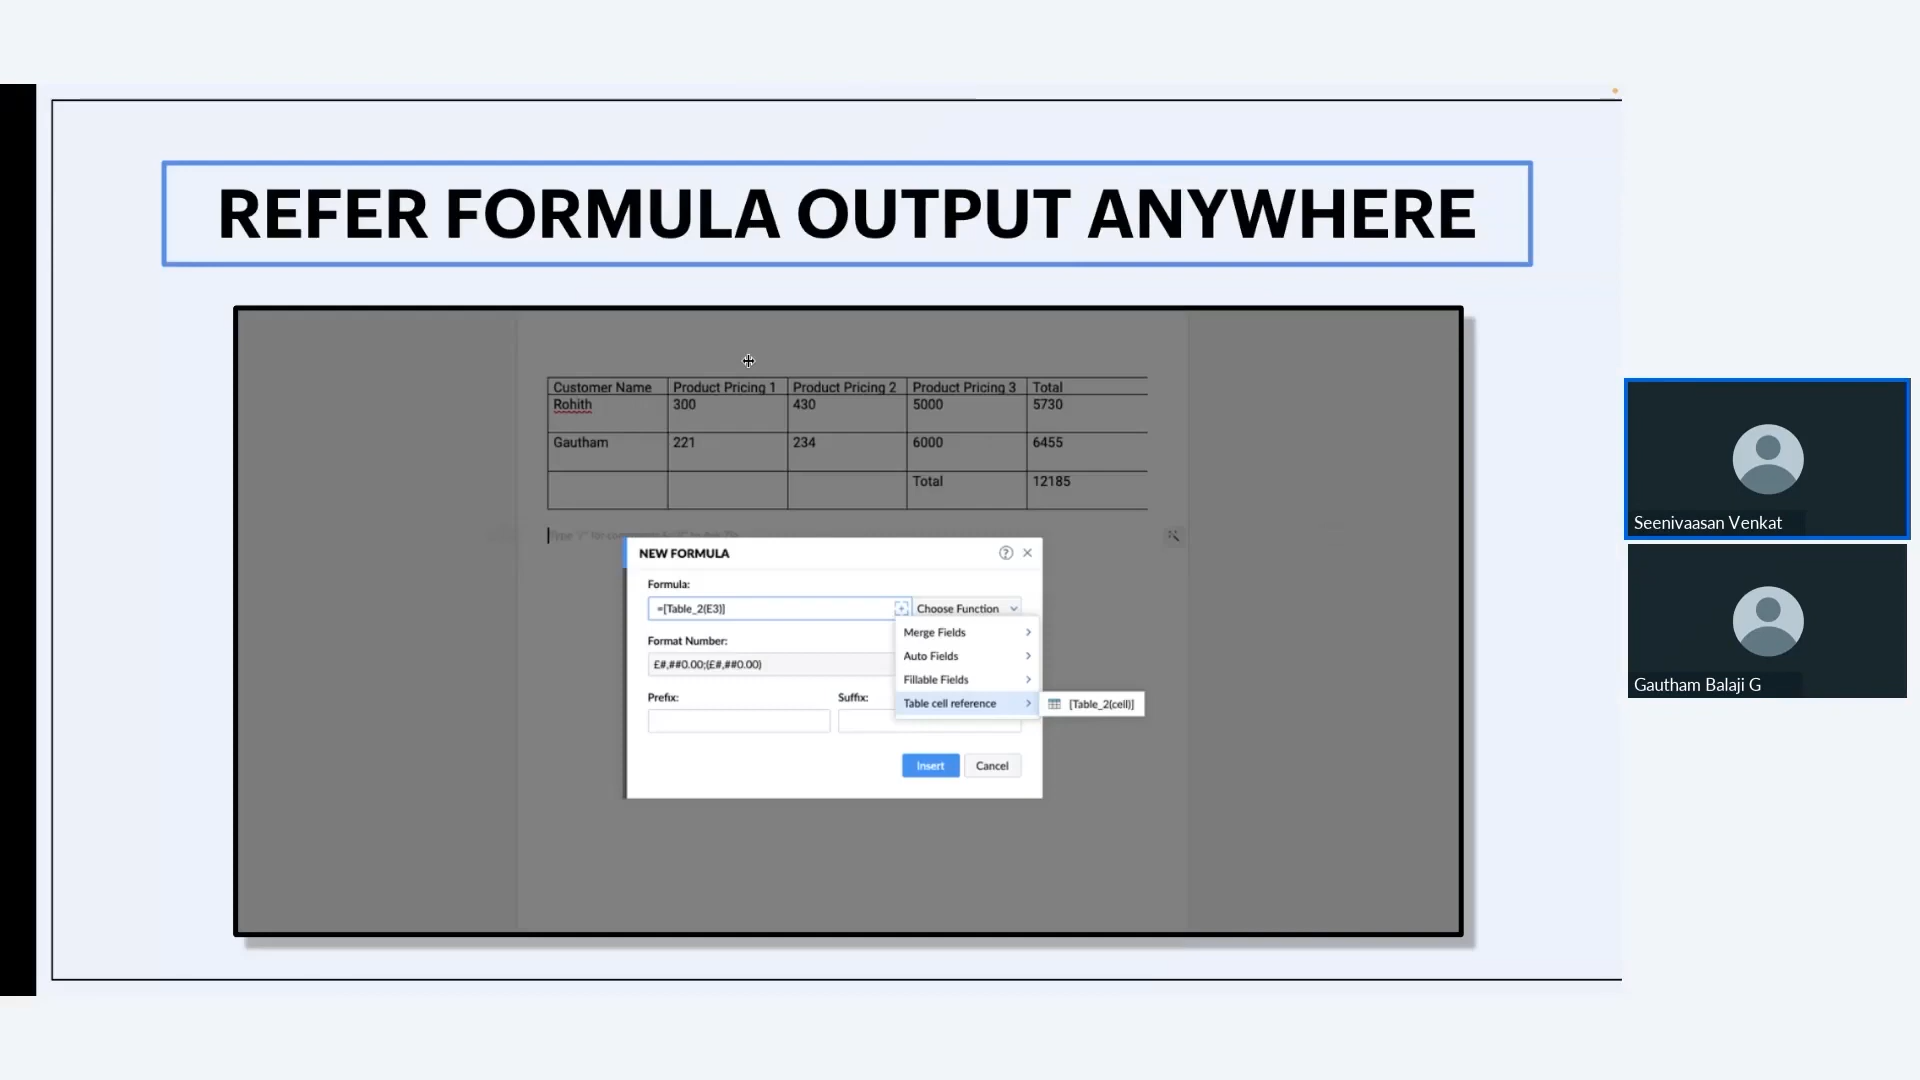 REFER FORMULA OUTPUT ANYWHERE
Customer Name Product Pricing 1 Product Pricing 2 Product Pricing 3 Total
Rohith 300 430 5000 5730
Gautham 221 234 6000 6455
Total 12185
NEW FORMULA
Formula:
=[Table_2(E3)] Choose Function
Merge Fields
Format Number:
Auto Fields
£#,##0.00;(£#,##0.00)
Fillable Fields
Prefix: Suffix:
Table cell reference [Table_2(cell)]
Insert Cancel
Seenivaasan Venkat
Gautham Balaji G